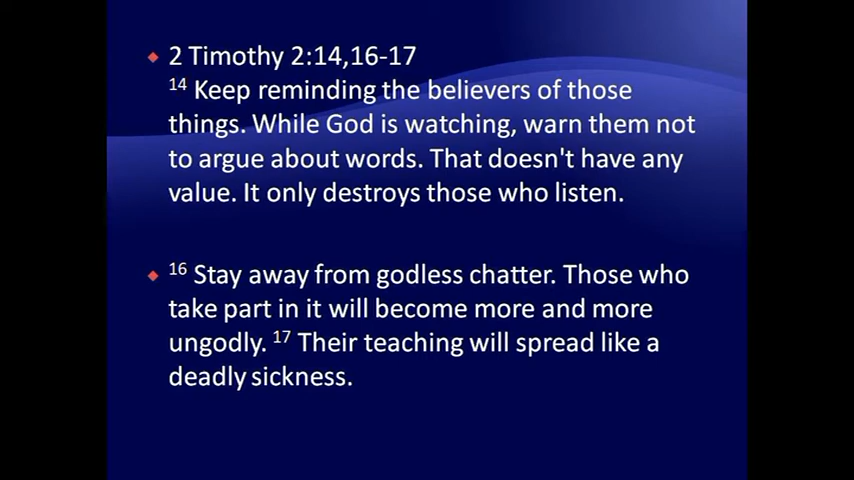 2 Timothy 2:14,16-17
14 Keep reminding the believers of those
things. While God is watching, warn them not
to argue about words. That doesn't have any
value. It only destroys those who listen.
16 Stay away from godless chatter. Those who
take part in it will become more and more
ungodly. 17 Their teaching will spread like a
deadly sickness.